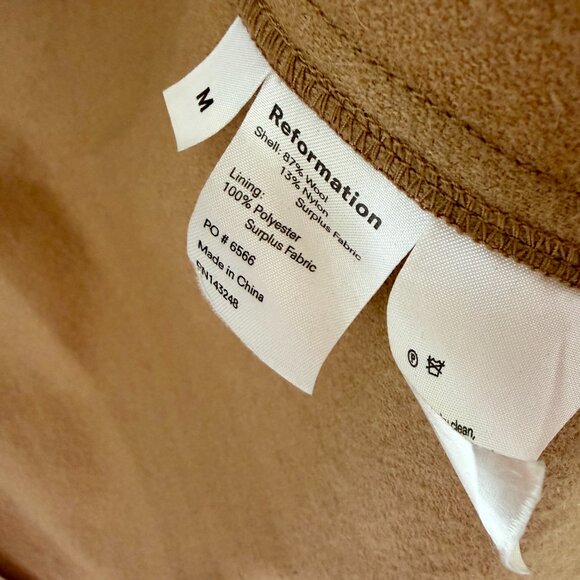 M
Reformation
Shell: 87% Wool
13% Nylon
Surplus Fabric
Lining:
100% Polyester
Surplus Fabric
PO # 6566
Made in China
RN143248
P
clean,